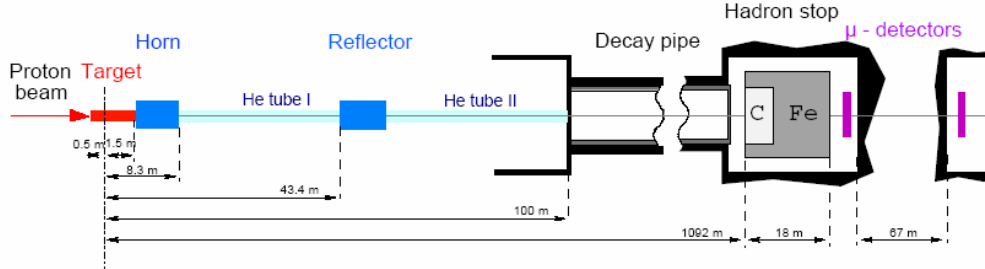 Hadron stop
Horn
Reflector
Decay pipe
μ - detectors
Proton
beam
Target
He tube I
He tube II
C
Fe
0.5 m
1.5 m
8.3 m
43.4 m
100 m
1092 m
18 m
67 m